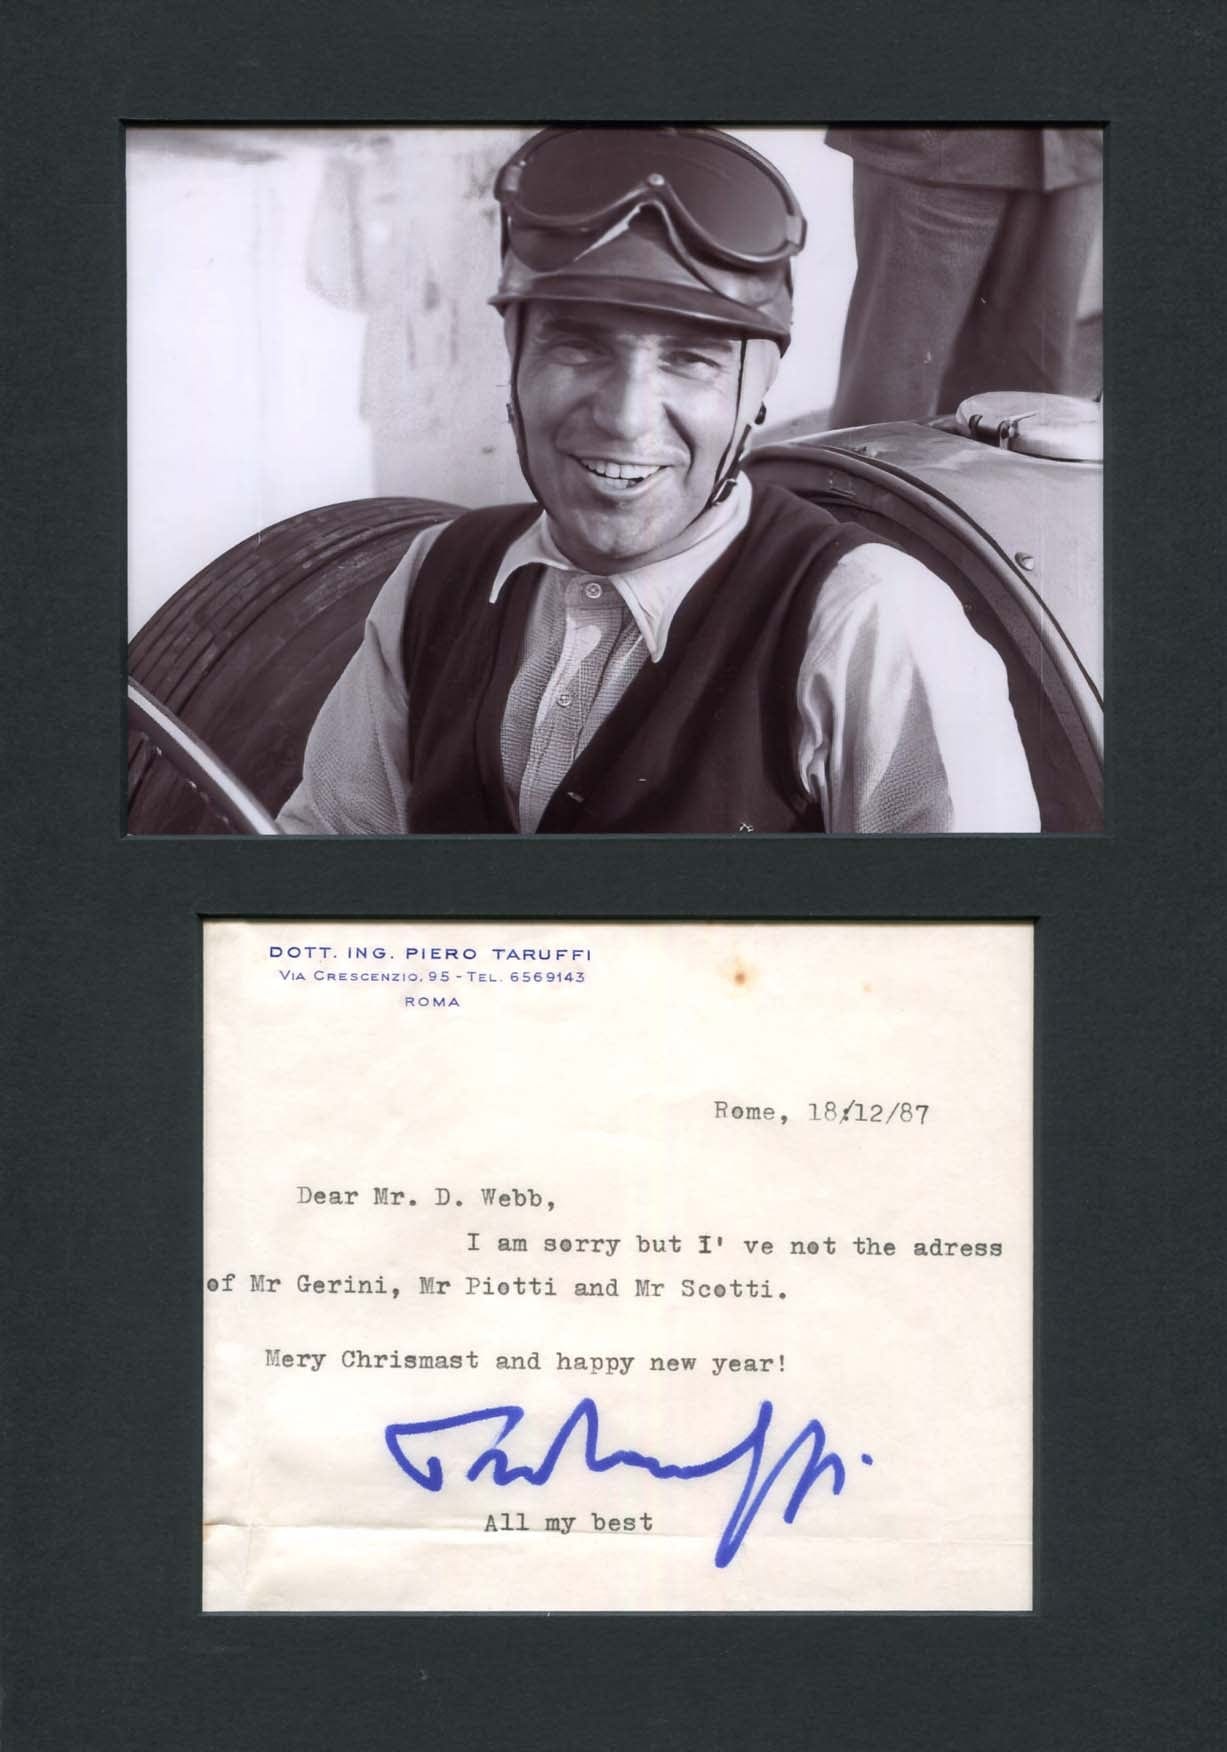 DOTT. ING. PIERO TARUFFI
VIA CRESCENZIO, 95 - TEL. 6569143
ROMA
Rome, 18/12/87
Dear Mr. D. Webb,
I am sorry but I' ve not the adress
of Mr Gerini, Mr Piotti and Mr Scotti.
Mery Chrismast and happy new year!
Taruffi
All my best